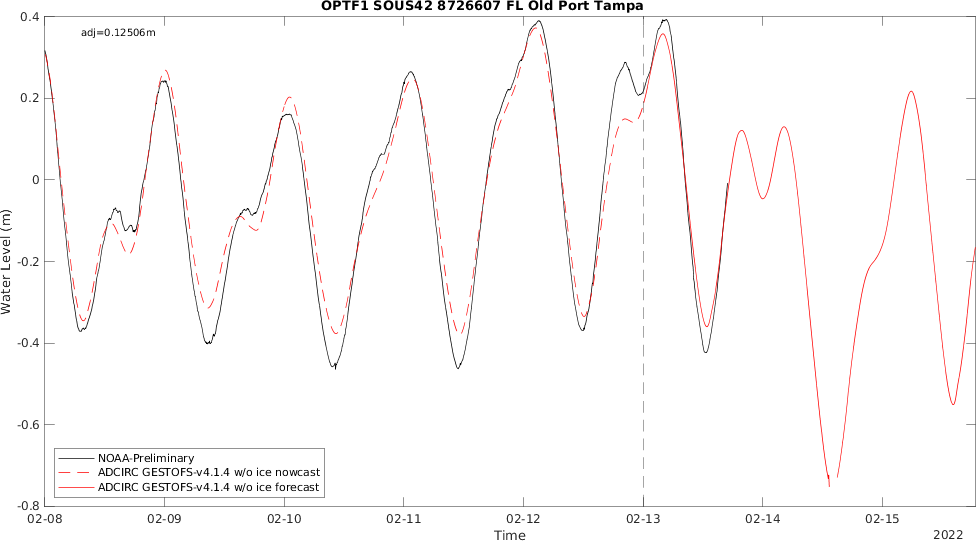 OPTF1 SOUS42 8726607 FL Old Port Tampa
adj=0.12506m
0.4
0.2
0
-0.2
-0.4
-0.6
-0.8
Water Level (m)
NOAA-Preliminary
ADCIRC GESTOFS-v4.1.4 w/o ice nowcast
ADCIRC GESTOFS-v4.1.4 w/o ice forecast
02-08 02-09 02-10 02-11 02-12 02-13 02-14 02-15
Time
2022